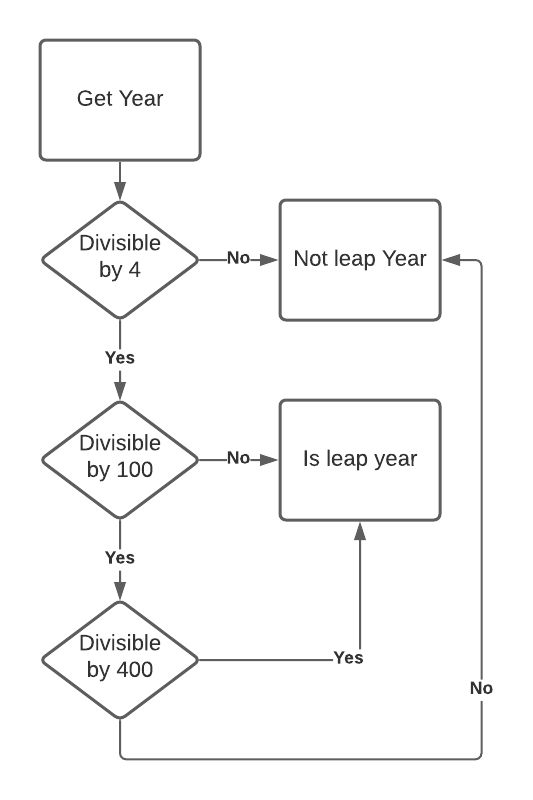 Get Year
Divisible
by 4
No
Not leap Year
Yes
Divisible
by 100
No
Is leap year
Yes
Divisible
by 400
Yes
No